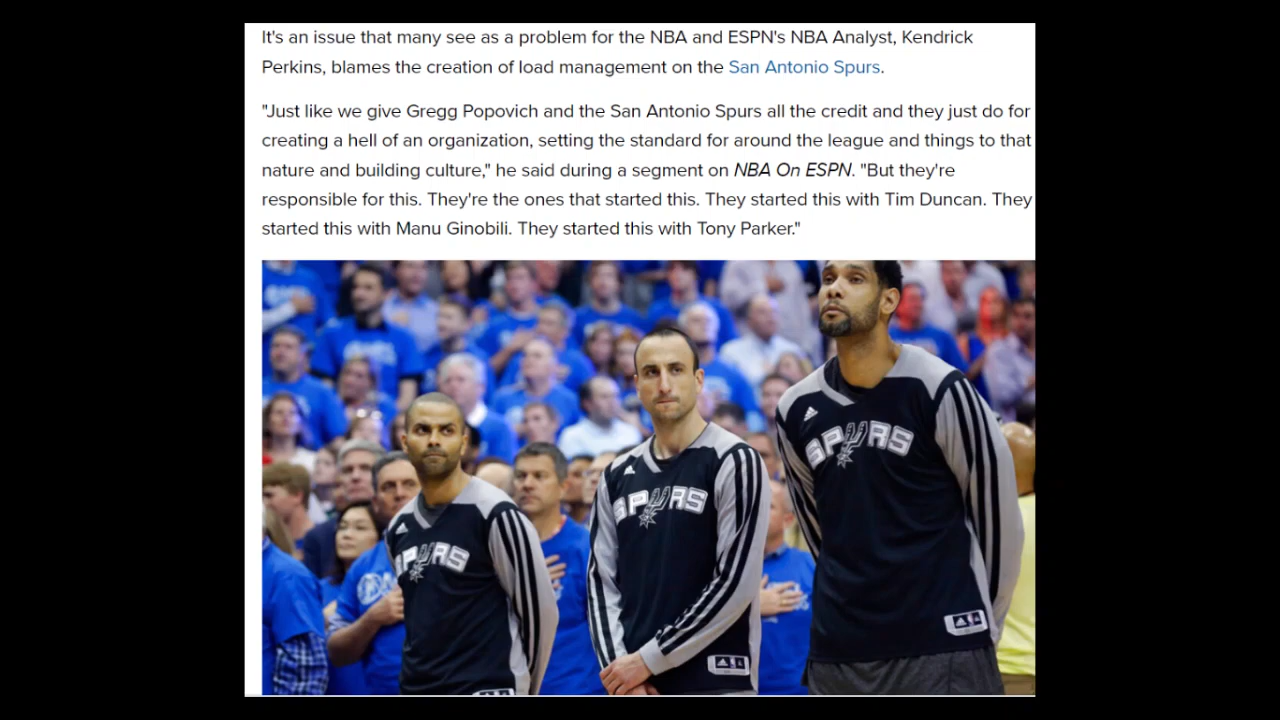 It's an issue that many see as a problem for the NBA and ESPN's NBA Analyst, Kendrick
Perkins, blames the creation of load management on the San Antonio Spurs.
"Just like we give Gregg Popovich and the San Antonio Spurs all the credit and they just do for
creating a hell of an organization, setting the standard for around the league and things to that
nature and building culture," he said during a segment on NBA On ESPN. "But they're
responsible for this. They're the ones that started this. They started this with Tim Duncan. They
started this with Manu Ginobili. They started this with Tony Parker."
SPURS
SPURS
SPURS